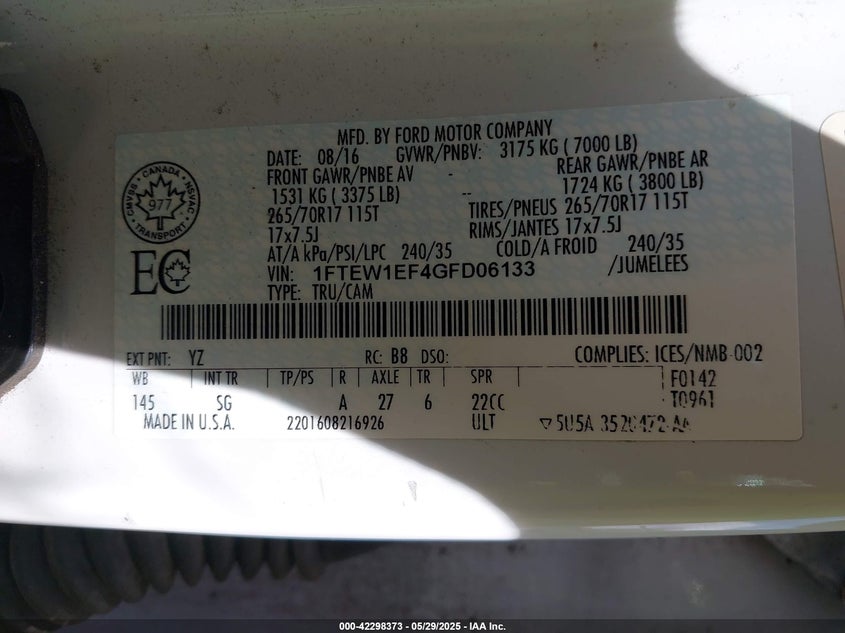 MFD. BY FORD MOTOR COMPANY
DATE: 08/16 GVWR/PNBV: 3175 KG ( 7000 LB)
FRONT GAWR/PNBE AV REAR GAWR/PNBE AR
1531 KG ( 3375 LB) -- 1724 KG ( 3800 LB)
265/70R17 115T TIRES/PNEUS 265/70R17 115T
17x7.5J RIMS/JANTES 17x7.5J
AT/A kPa/PSI/LPC 240/35 COLD/A FROID 240/35
VIN: 1FTEW1EF4GFD06133 /JUMELEES
TYPE: TRU/CAM
CMVSS · CANADA · NSVAC
977
TRANSPORT
EC
EXT PNT: YZ RC: B8 DSO: COMPLIES: ICES/NMB-002
WB INT TR TP/PS R AXLE TR SPR F0142
145 SG A 27 6 22CC T0961
MADE IN U.S.A. 2201608216926 ULT ▽5U5A-3520472-AA
000-42298373 - 05/29/2025 - IAA Inc.